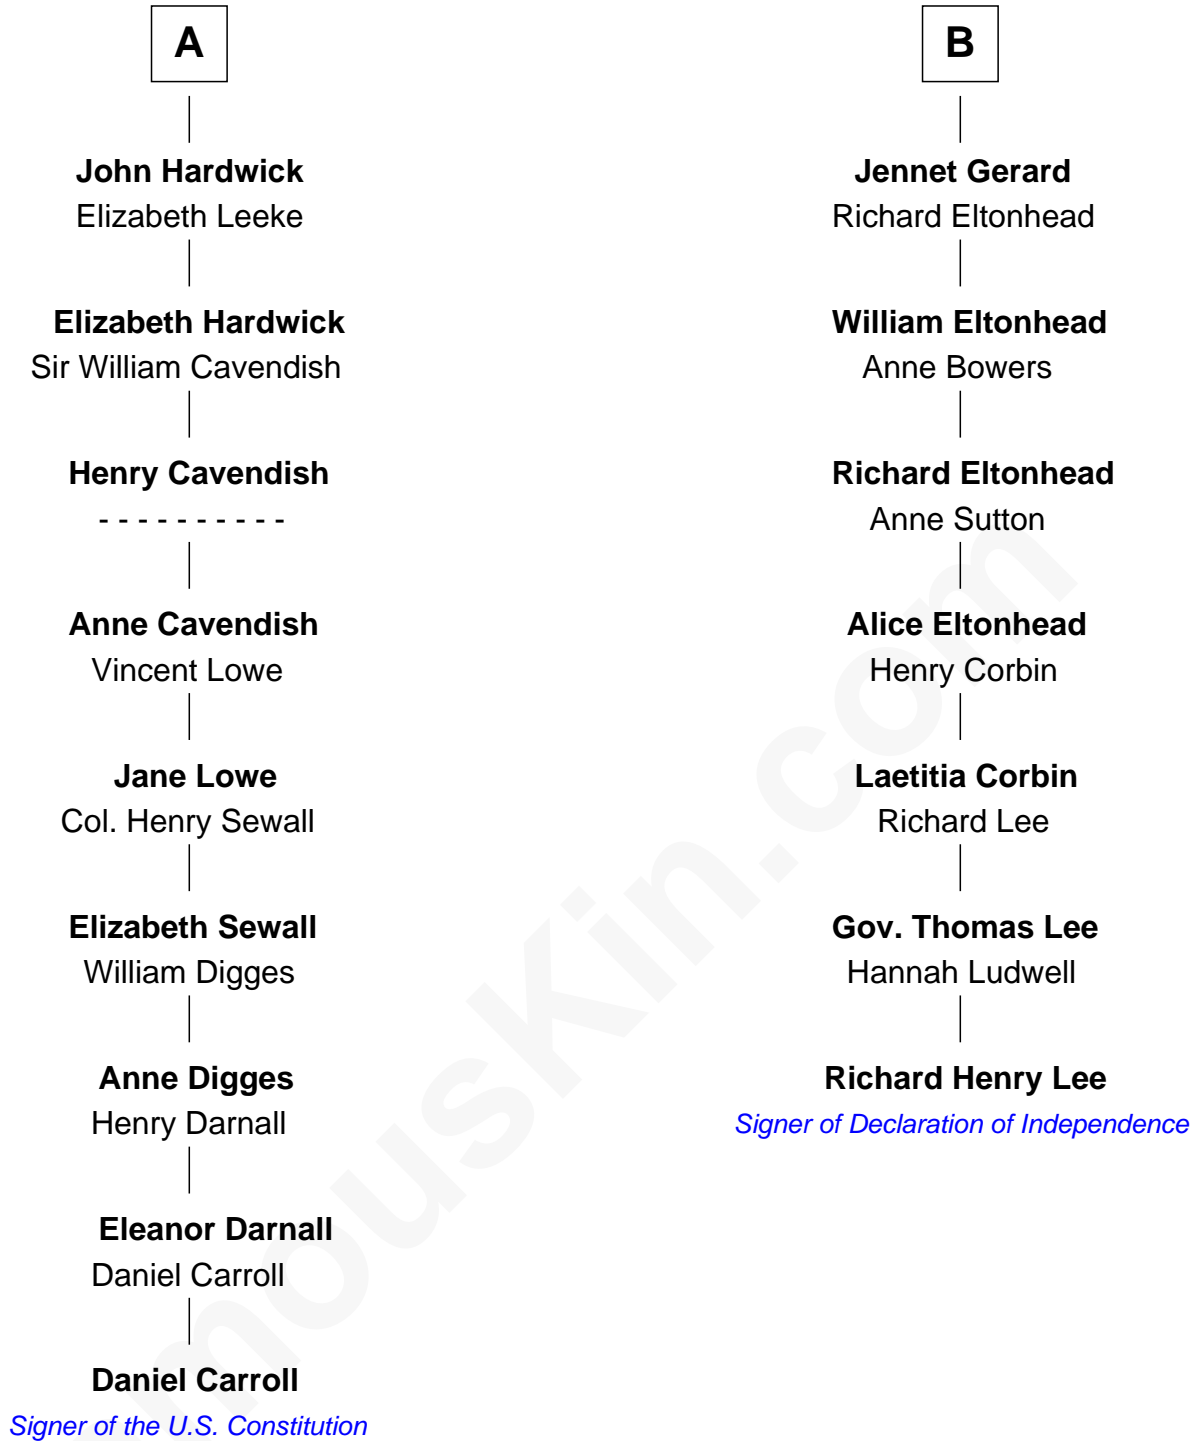 A
John Hardwick
Elizabeth Leeke
Elizabeth Hardwick
Sir William Cavendish
Henry Cavendish
- - - - - - - - - -
Anne Cavendish
Vincent Lowe
Jane Lowe
Col. Henry Sewall
Elizabeth Sewall
William Digges
Anne Digges
Henry Darnall
Eleanor Darnall
Daniel Carroll
Daniel Carroll
Signer of the U.S. Constitution
B
Jennet Gerard
Richard Eltonhead
William Eltonhead
Anne Bowers
Richard Eltonhead
Anne Sutton
Alice Eltonhead
Henry Corbin
Laetitia Corbin
Richard Lee
Gov. Thomas Lee
Hannah Ludwell
Richard Henry Lee
Signer of Declaration of Independence
mousKin.com